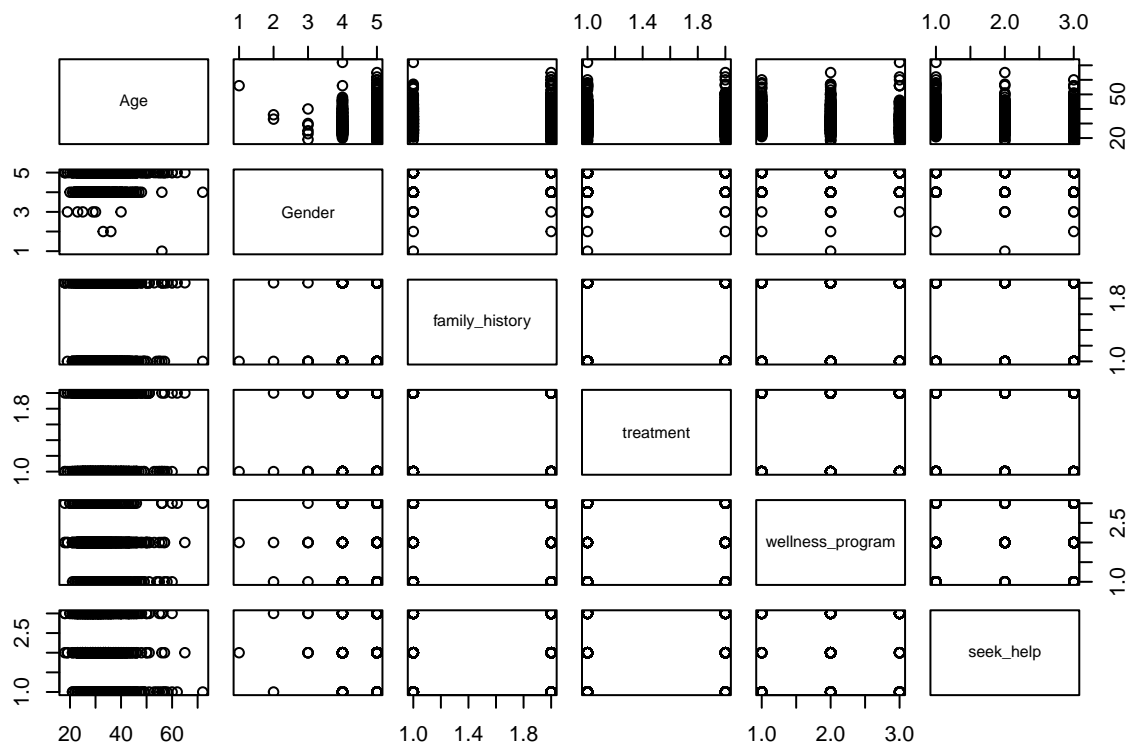 1 2 3 4 5 1.0 1.4 1.8 1.0 2.0 3.0
Age
20 50
1 3 5
Gender
family_history
1.0 1.8
1.0 1.8
treatment
wellness_program
1.0 2.5
1.0 2.5
seek_help
20 40 60 1.0 1.4 1.8 1.0 2.0 3.0